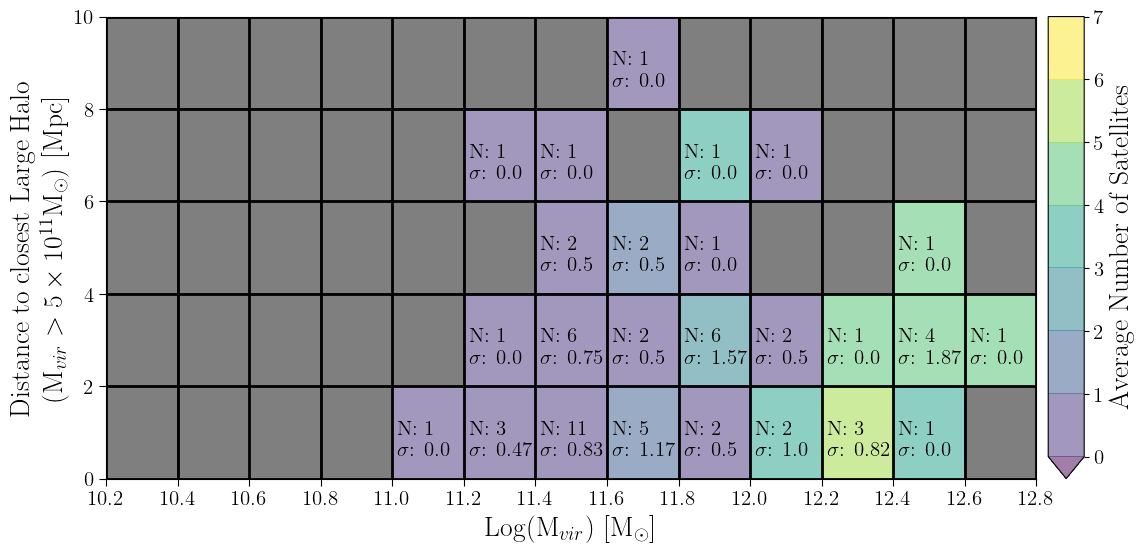 10
8
6
4
2
0
Distance to closest Large Halo
(M_vir > 5 × 10^11 M_⊙) [Mpc]
N: 1
σ: 0.0
N: 1
σ: 0.0
N: 1
σ: 0.0
N: 1
σ: 0.0
N: 1
σ: 0.0
N: 2
σ: 0.5
N: 2
σ: 0.5
N: 1
σ: 0.0
N: 1
σ: 0.0
N: 1
σ: 0.0
N: 6
σ: 0.75
N: 2
σ: 0.5
N: 6
σ: 1.57
N: 2
σ: 0.5
N: 1
σ: 0.0
N: 4
σ: 1.87
N: 1
σ: 0.0
N: 1
σ: 0.0
N: 3
σ: 0.47
N: 11
σ: 0.83
N: 5
σ: 1.17
N: 2
σ: 0.5
N: 2
σ: 1.0
N: 3
σ: 0.82
N: 1
σ: 0.0
10.2 10.4 10.6 10.8 11.0 11.2 11.4 11.6 11.8 12.0 12.2 12.4 12.6 12.8
Log(M_vir) [M_⊙]
7
6
5
4
3
2
1
0
Average Number of Satellites